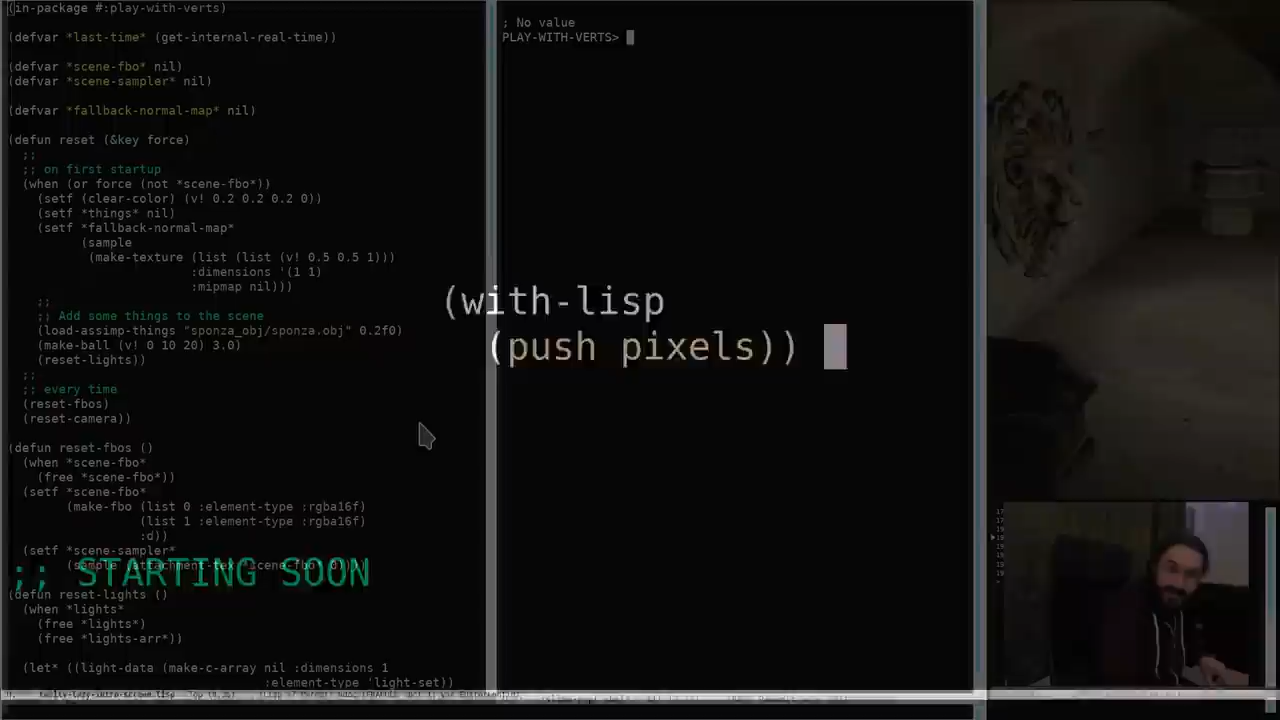 (in-package #:play-with-verts)
(defvar *last-time* (get-internal-real-time))
(defvar *scene-fbo* nil)
(defvar *scene-sampler* nil)
(defvar *fallback-normal-map* nil)
(defun reset (&key force)
;;
;; on first startup
(when (or force (not *scene-fbo*))
(setf (clear-color) (v! 0.2 0.2 0.2 0))
(setf *things* nil)
(setf *fallback-normal-map*
(sample
(make-texture (list (list (v! 0.5 0.5 1)))
:dimensions '(1 1)
:mipmap nil)))
;;
;; Add some things to the scene
(load-assimp-things "sponza_obj/sponza.obj" 0.2f0)
(make-ball (v! 0 10 20) 3.0)
(reset-lights))
;;
;; every time
(reset-fbos)
(reset-camera))
(defun reset-fbos ()
(when *scene-fbo*
(free *scene-fbo*))
(setf *scene-fbo*
(make-fbo (list 0 :element-type :rgba16f)
(list 1 :element-type :rgba16f)
:d))
(setf *scene-sampler*
(sample (attachment-tex *scene-fbo* 0)))
;; STARTING SOON
(defun reset-lights ()
(when *lights*
(free *lights*)
(free *lights-arr*))
(let* ((light-data (make-c-array nil :dimensions 1
:element-type 'light-set))
; No value
PLAY-WITH-VERTS>
(with-lisp
(push pixels))